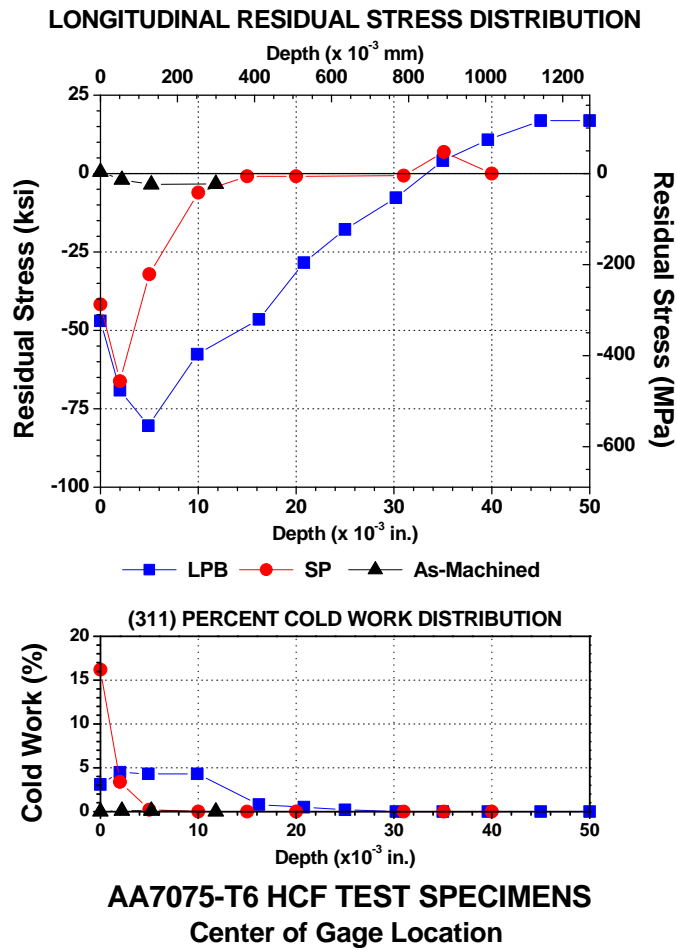 LONGITUDINAL RESIDUAL STRESS DISTRIBUTION
Depth (x 10-3 mm)
0 200 400 600 800 1000 1200
25
0
-25
-50
-75
-100
Residual Stress (ksi)
0
-200
-400
-600
Residual Stress (MPa)
0 10 20 30 40 50
Depth (x 10-3 in.)
LPB SP As-Machined
(311) PERCENT COLD WORK DISTRIBUTION
20
15
10
5
0
Cold Work (%)
0 10 20 30 40 50
Depth (x10-3 in.)
AA7075-T6 HCF TEST SPECIMENS
Center of Gage Location